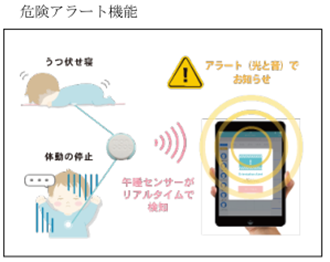 危険アラート機能
うつ伏せ寝
アラート（光と音）で
お知らせ
体動の停止
午睡センサーが
リアルタイムで
検知